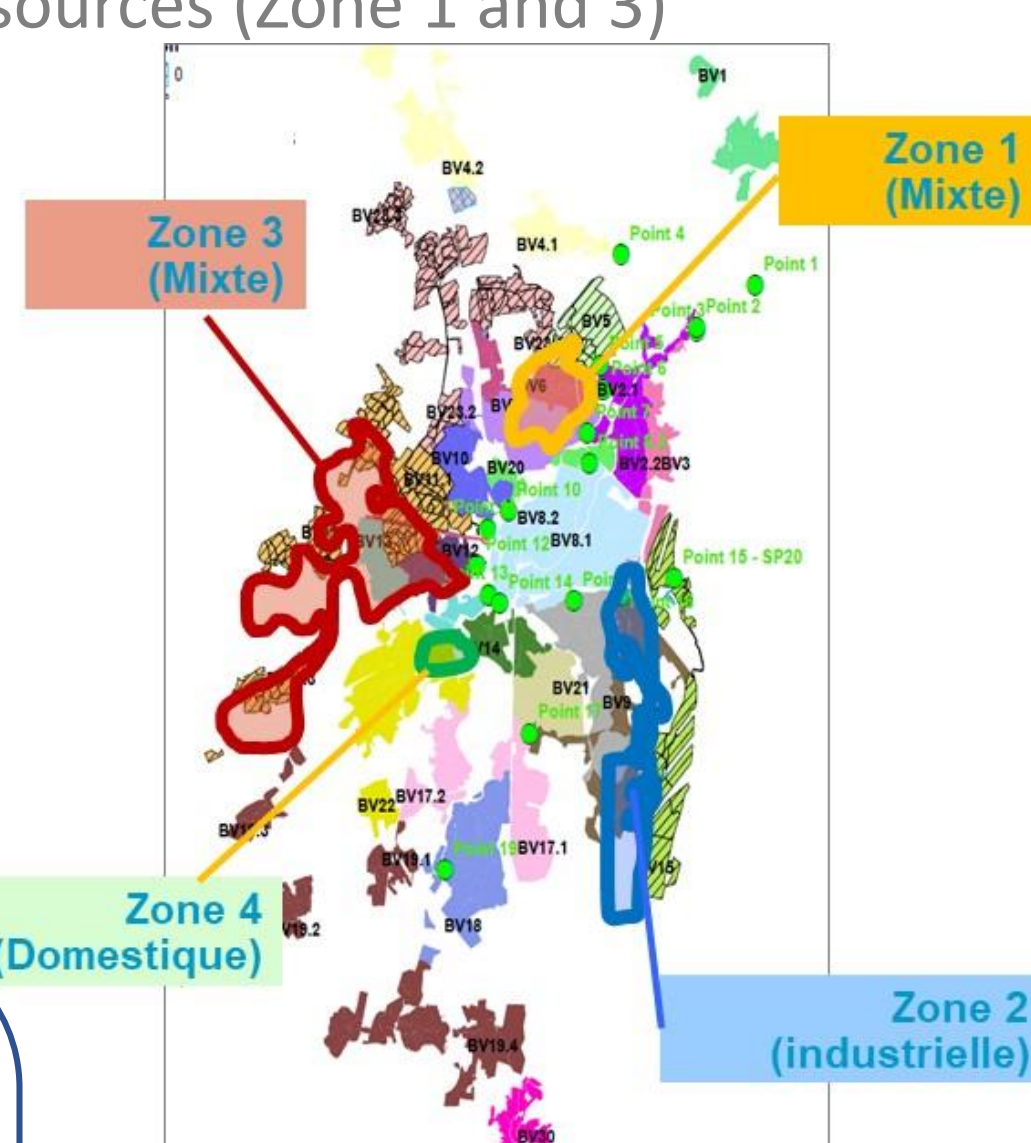 sources (Zone 1 and 3)
0
BV1
Zone 1
(Mixte)
BV4.2
Zone 3
(Mixte)
BV4.1
Point 4
Point 1
Point 2
BV5
BV2.1
Point 7
BV23.2
BV10
BV20
BV2.2
BV3
Point 10
BV8.2
BV8.1
BV12
Point 12
Point 14
Point 15 - SP20
BV21
BV9
BV22
BV17.2
BV19.1
Point 19
BV17.1
BV18
Zone 4
(Domestique)
Zone 2
(industrielle)
BV19.4
BV30